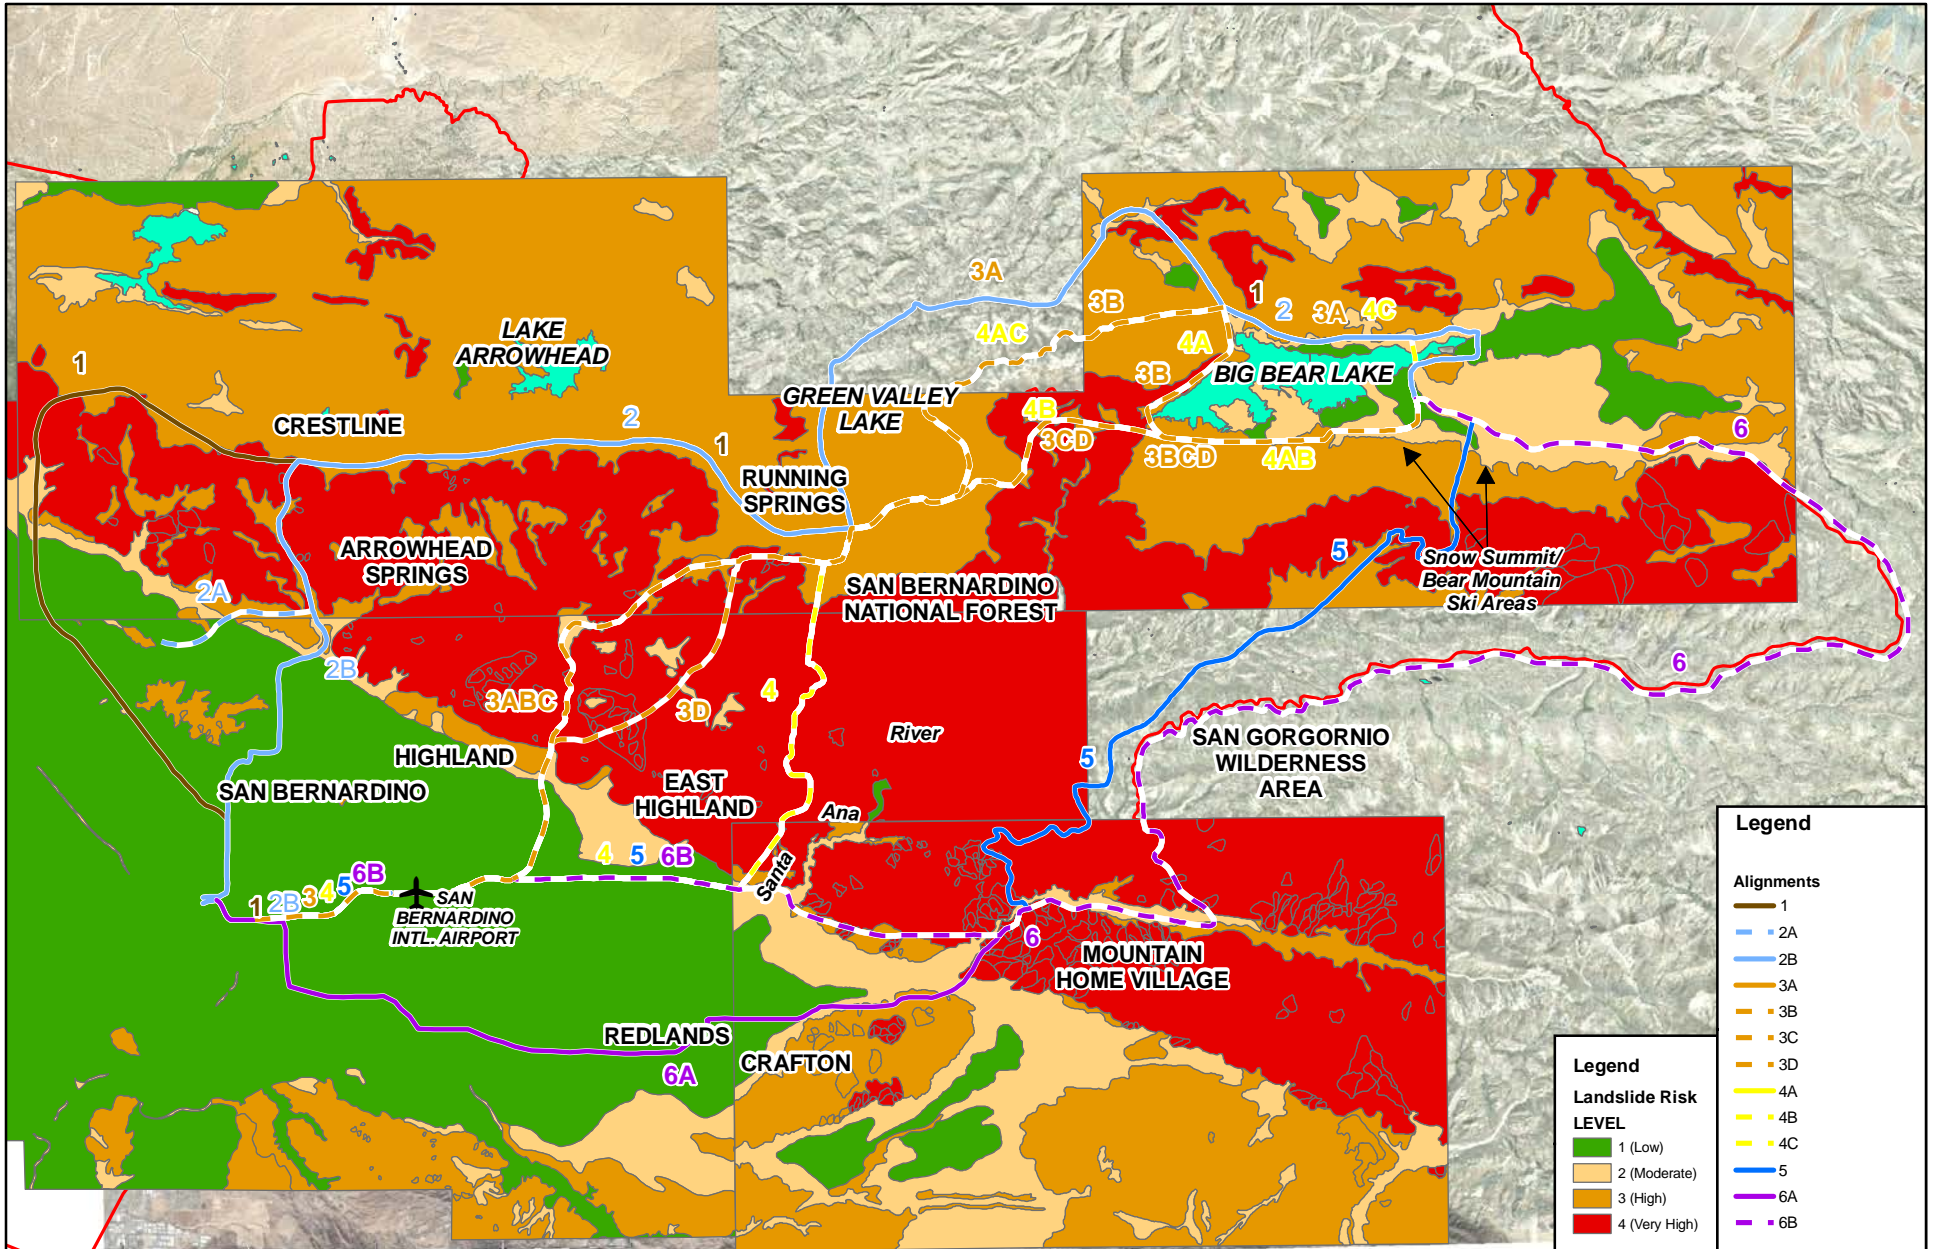 3A
3B
1
2
3A
4C
4AC
4A
LAKE
ARROWHEAD
1
3B
BIG BEAR LAKE
GREEN VALLEY
LAKE
4B
CRESTLINE
2
1
3CD
3BCD
4AB
6
RUNNING
SPRINGS
ARROWHEAD
SPRINGS
5
Snow Summit/
Bear Mountain
Ski Areas
2A
SAN BERNARDINO
NATIONAL FOREST
2B
6
3ABC
3D
4
River
SAN GORGORNIO
WILDERNESS
AREA
HIGHLAND
5
SAN BERNARDINO
EAST
HIGHLAND
Ana
4
5
6B
Santa
6B
1
2B
3
4
5
SAN
BERNARDINO
INTL. AIRPORT
6
MOUNTAIN
HOME VILLAGE
REDLANDS
CRAFTON
6A
Legend
Landslide Risk
LEVEL
1 (Low)
2 (Moderate)
3 (High)
4 (Very High)
Legend
Alignments
1
2A
2B
3A
3B
3C
3D
4A
4B
4C
5
6A
6B